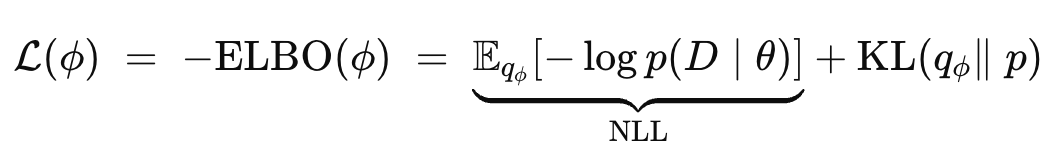 ℒ(ϕ) = −ELBO(ϕ) = 𝔼_{q_ϕ}[− log p(D | θ)] + KL(q_ϕ‖ p)
NLL